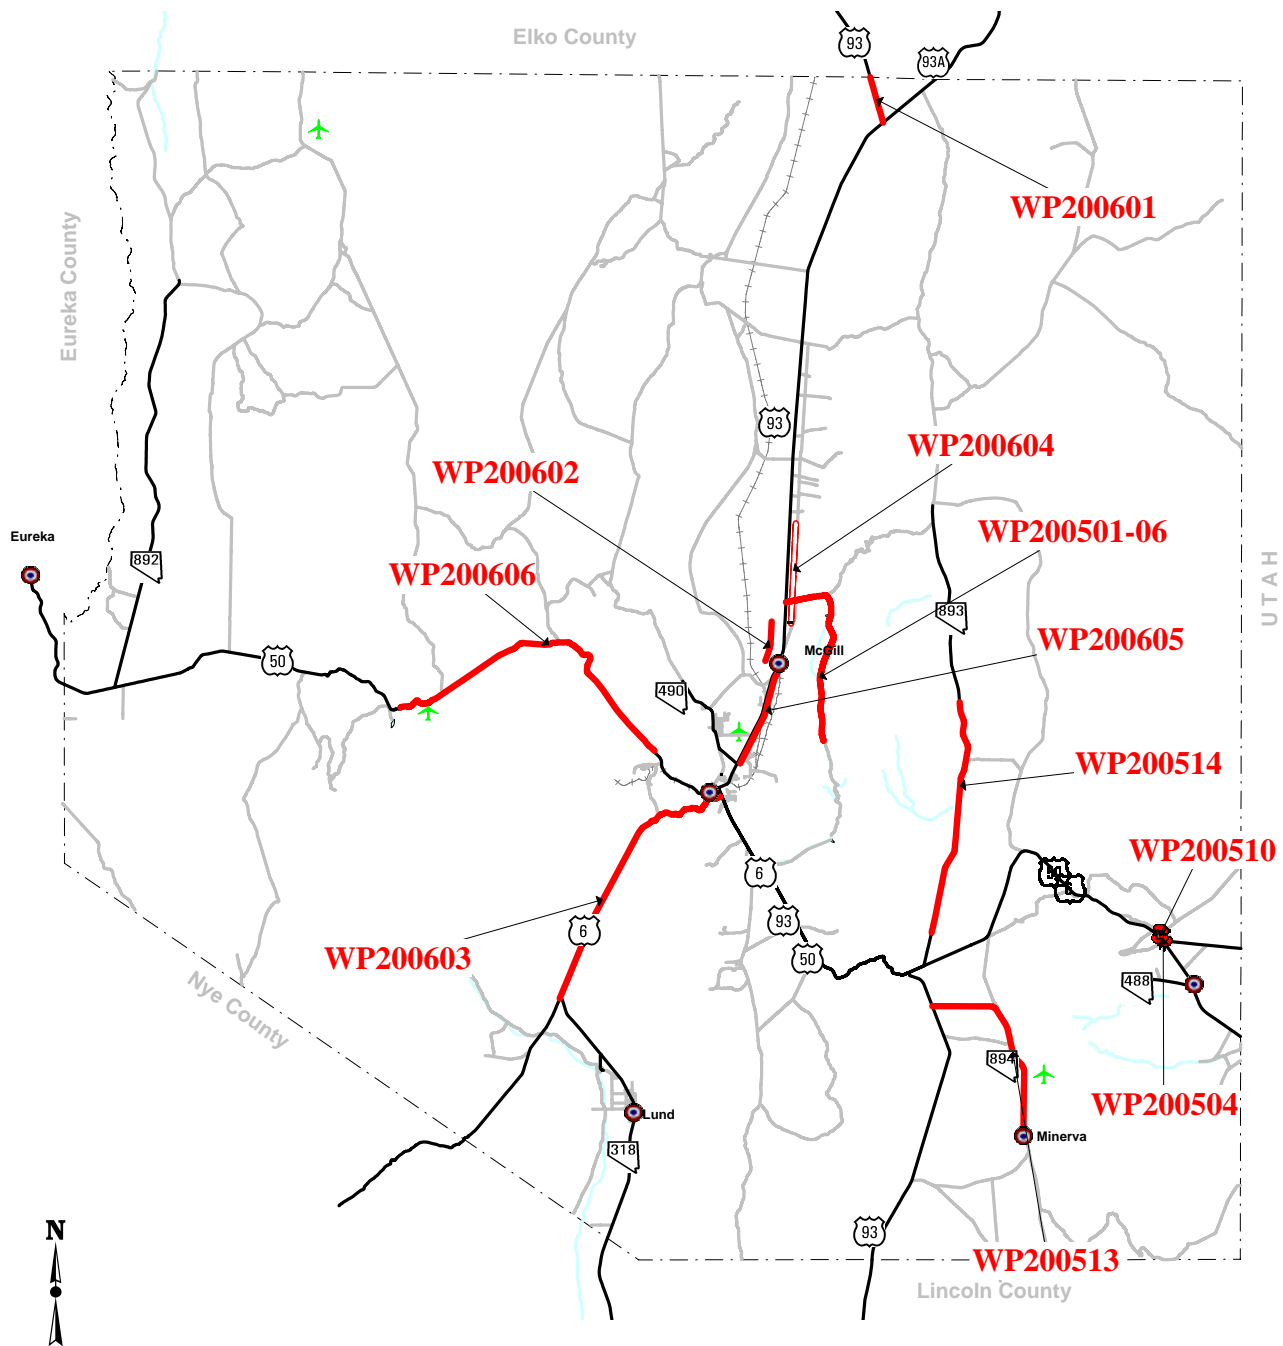 Elko County
93
93A
WP200601
Eureka County
93
WP200604
WP200602
WP200501-06
Eureka
892
WP200606
UTAH
893
WP200605
McGill
50
490
WP200514
WP200510
6
93
6
WP200603
50
488
Nye County
894
WP200504
Lund
Minerva
318
N
93
WP200513
Lincoln County